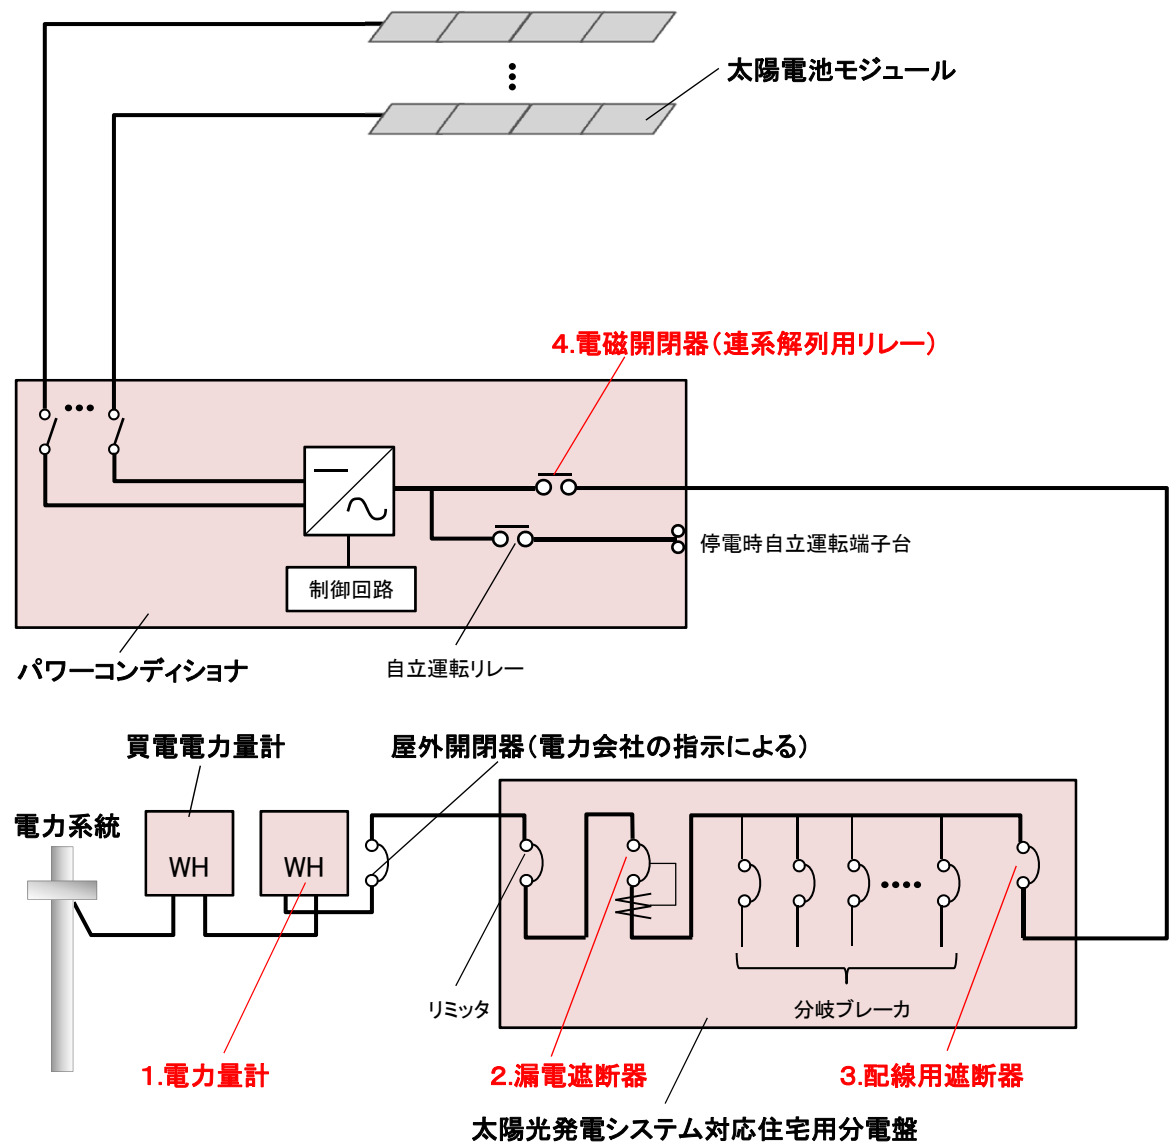 太陽電池モジュール
4.電磁開閉器(連系解列用リレー)
停電時自立運転端子台
制御回路
パワーコンディショナ
自立運転リレー
買電電力量計
屋外開閉器(電力会社の指示による)
電力系統
WH
WH
リミッタ
分岐ブレーカ
1.電力量計
2.漏電遮断器
3.配線用遮断器
太陽光発電システム対応住宅用分電盤